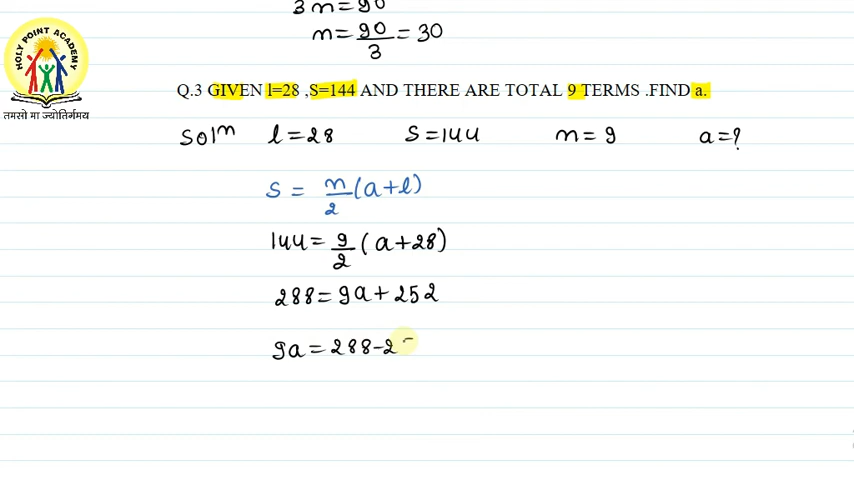 3n=90
n=90/3=30
HOLY POINT ACADEMY
तमसो मा ज्योतिर्गमय
Q.3 GIVEN l=28 ,S=144 AND THERE ARE TOTAL 9 TERMS .FIND a.
Soln l=28 S=144 n=9 a=?
S = n/2 (a+l)
144=9/2 (a+28)
288=9a+252
9a=288-2